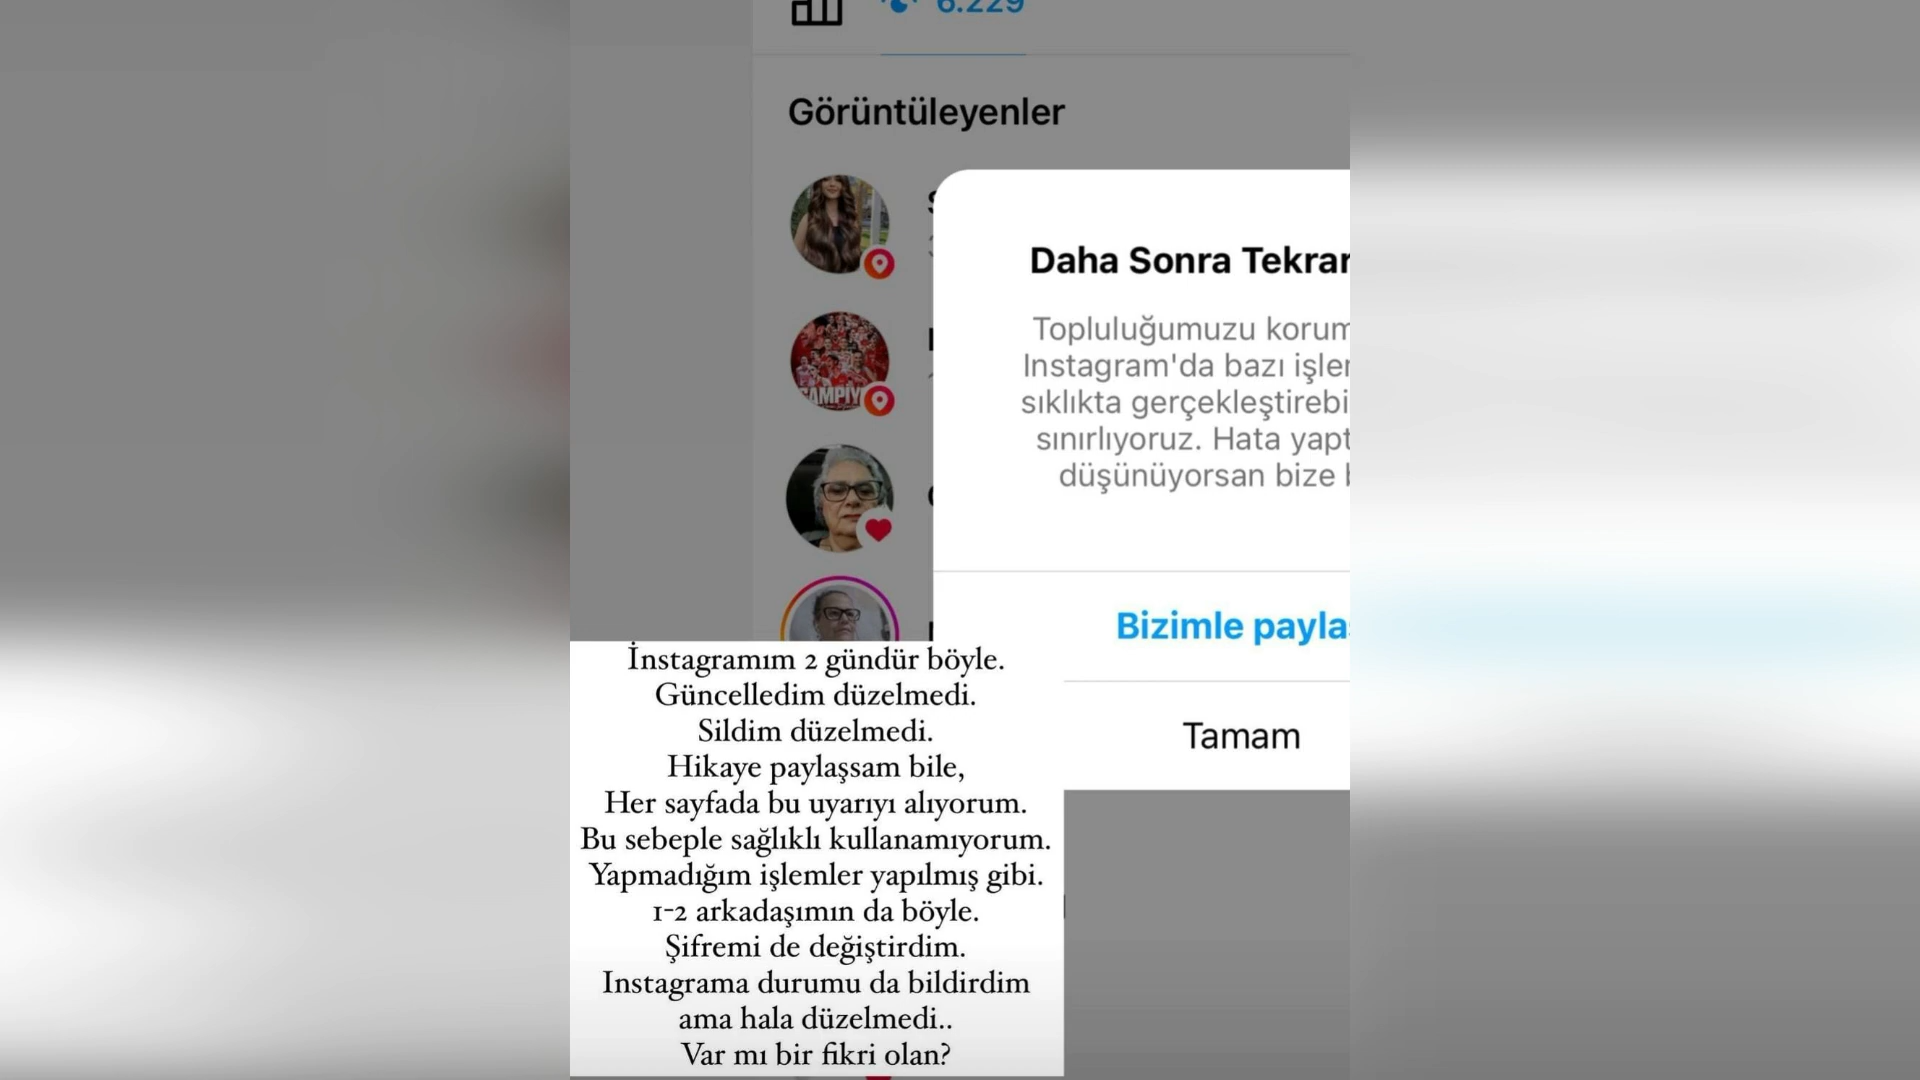 6.229
Görüntüleyenler
Daha Sonra Tekrar
Topluluğumuzu korum
Instagram'da bazı işler
sıklıkta gerçekleştirebi
sınırlıyoruz. Hata yapt
düşünüyorsan bize
Bizimle payla
Tamam
İnstagramım 2 gündür böyle.
Güncelledim düzelmedi.
Sildim düzelmedi.
Hikaye paylaşsam bile,
Her sayfada bu uyarıyı alıyorum.
Bu sebeple sağlıklı kullanamıyorum.
Yapmadığım işlemler yapılmış gibi.
1-2 arkadaşımın da böyle.
Şifremi de değiştirdim.
Instagrama durumu da bildirdim
ama hala düzelmedi..
Var mı bir fikri olan?